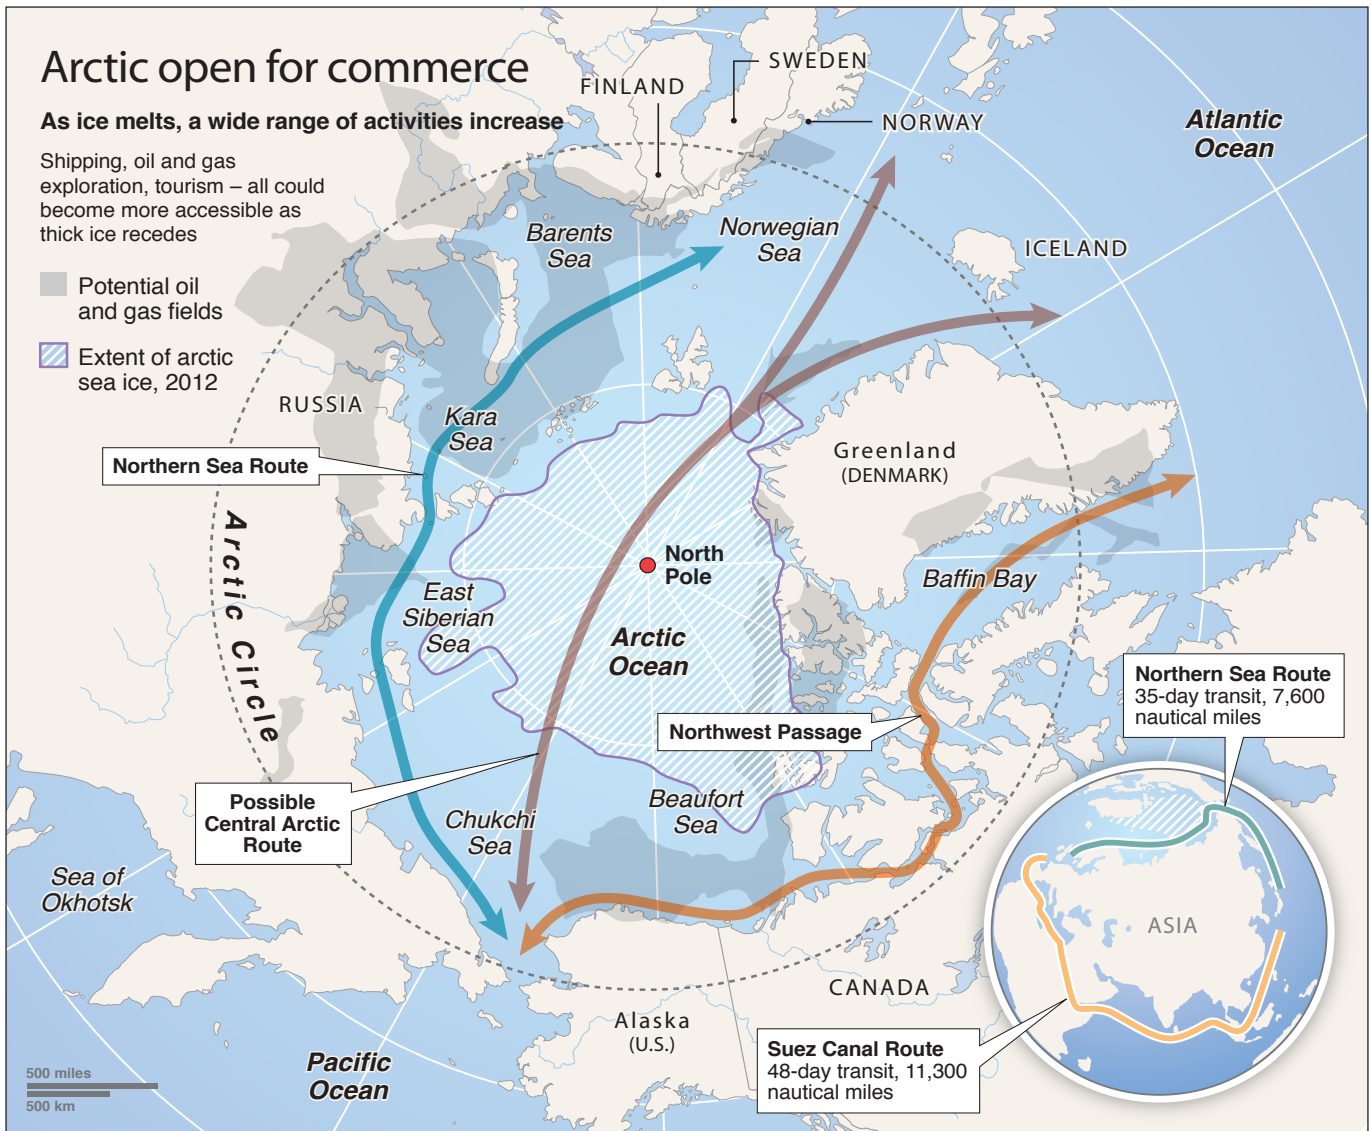 Arctic open for commerce
As ice melts, a wide range of activities increase
Shipping, oil and gas
exploration, tourism – all could
become more accessible as
thick ice recedes
Potential oil
and gas fields
Extent of arctic
sea ice, 2012
FINLAND
SWEDEN
NORWAY
Atlantic
Ocean
Barents
Sea
Norwegian
Sea
ICELAND
RUSSIA
Kara
Sea
Greenland
(DENMARK)
Northern Sea Route
Arctic Circle
North
Pole
Baffin Bay
East
Siberian
Sea
Arctic
Ocean
Northwest Passage
Northern Sea Route
35-day transit, 7,600
nautical miles
Possible
Central Arctic
Route
Chukchi
Sea
Beaufort
Sea
Sea of
Okhotsk
ASIA
CANADA
Alaska
(U.S.)
Suez Canal Route
48-day transit, 11,300
nautical miles
Pacific
Ocean
500 miles
500 km